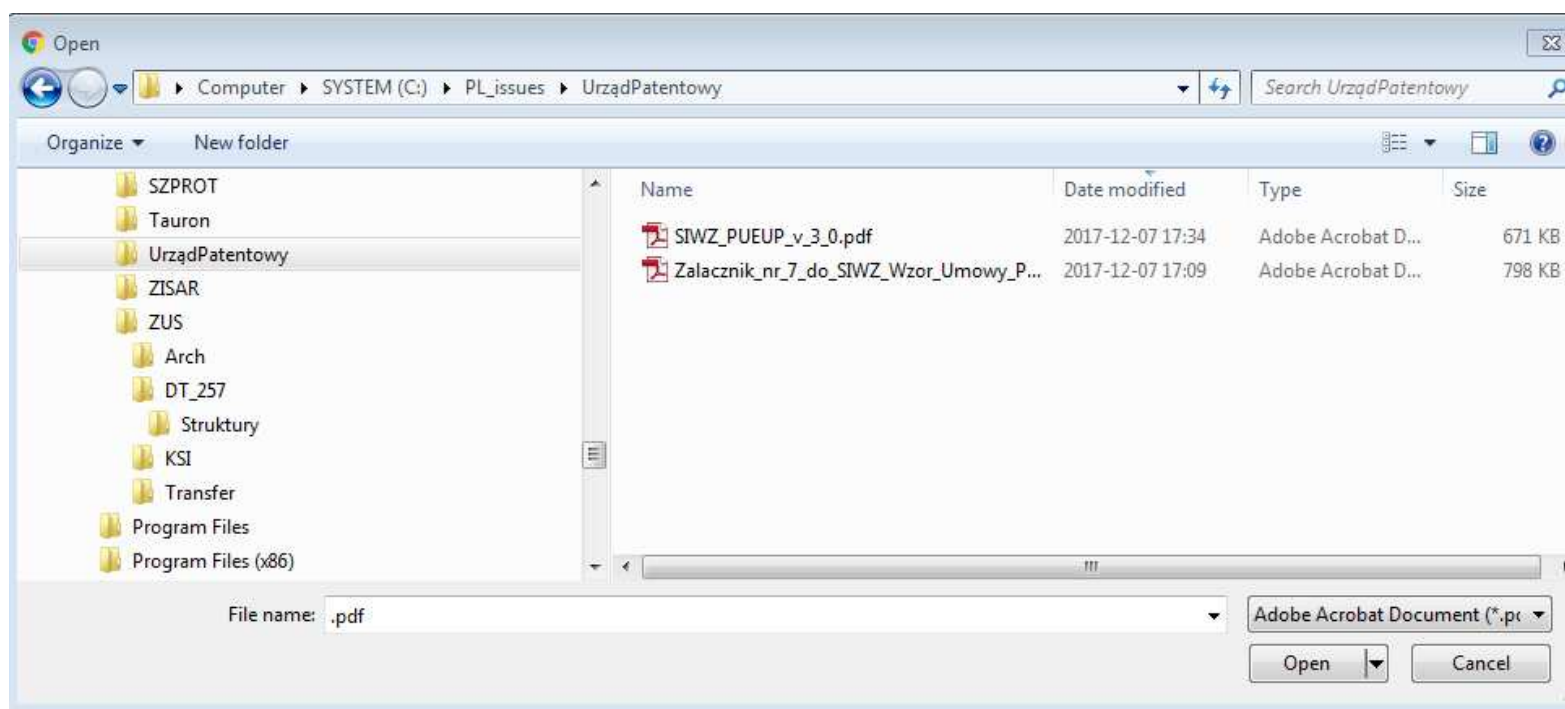 Open
Computer ▸ SYSTEM (C:) ▸ PL_issues ▸ UrządPatentowy
Search UrządPatentowy
Organize New folder
SZPROT
Tauron
UrządPatentowy
ZISAR
ZUS
Arch
DT_257
Struktury
KSI
Transfer
Program Files
Program Files (x86)
Name Date modified Type Size
SIWZ_PUEUP_v_3_0.pdf 2017-12-07 17:34 Adobe Acrobat D... 671 KB
Zalacznik_nr_7_do_SIWZ_Wzor_Umowy_P... 2017-12-07 17:09 Adobe Acrobat D... 798 KB
File name: .pdf
Adobe Acrobat Document (*.pc
Open Cancel